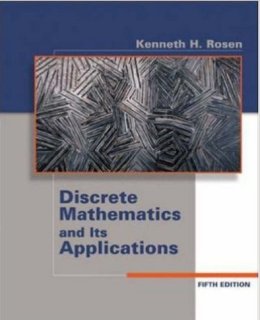 Kenneth H. Rosen
Discrete
Mathematics
and Its
Applications
FIFTH EDITION